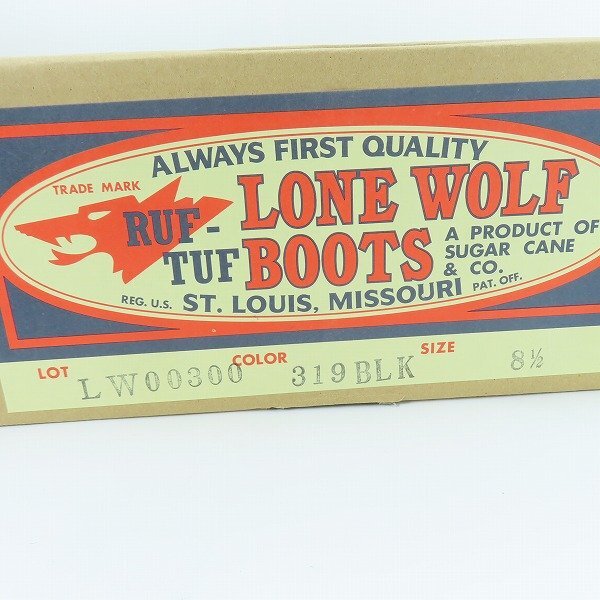 ALWAYS FIRST QUALITY
TRADE MARK
RUF-
TUF
LONE WOLF
BOOTS
A PRODUCT OF
SUGAR CANE
& CO.
REG. U.S.
ST. LOUIS, MISSOURI
PAT. OFF.
LOT LW00300 COLOR 319BLK SIZE 8½